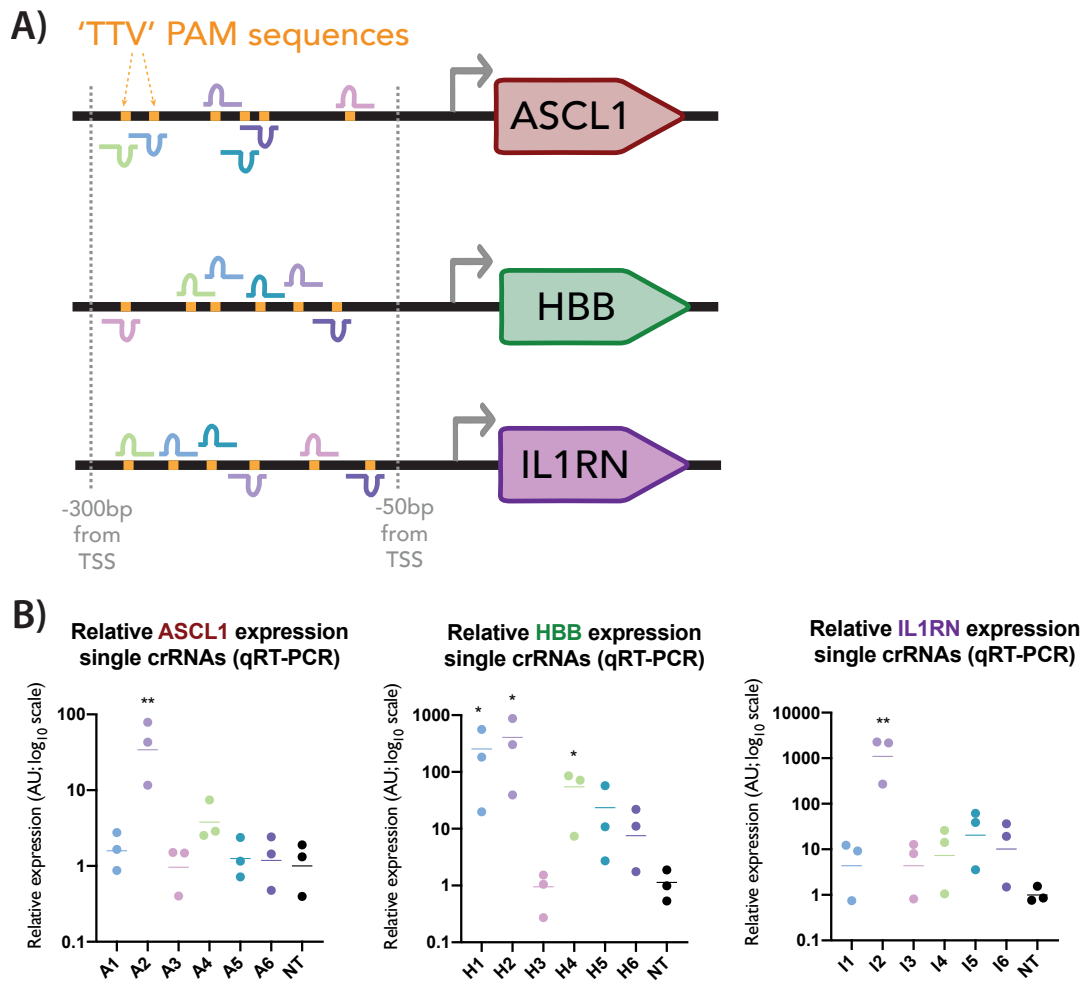 A)
'TTV' PAM sequences
ASCL1
HBB
IL1RN
-300bp
from
TSS
-50bp
from
TSS
B)
Relative ASCL1 expression
single crRNAs (qRT-PCR)
Relative expression (AU; log10 scale)
100
10
1
0.1
**
A1
A2
A3
A4
A5
A6
NT
Relative HBB expression
single crRNAs (qRT-PCR)
Relative expression (AU; log10 scale)
1000
100
10
1
0.1
*
*
*
H1
H2
H3
H4
H5
H6
NT
Relative IL1RN expression
single crRNAs (qRT-PCR)
Relative expression (AU; log10 scale)
10000
1000
100
10
1
0.1
**
I1
I2
I3
I4
I5
I6
NT